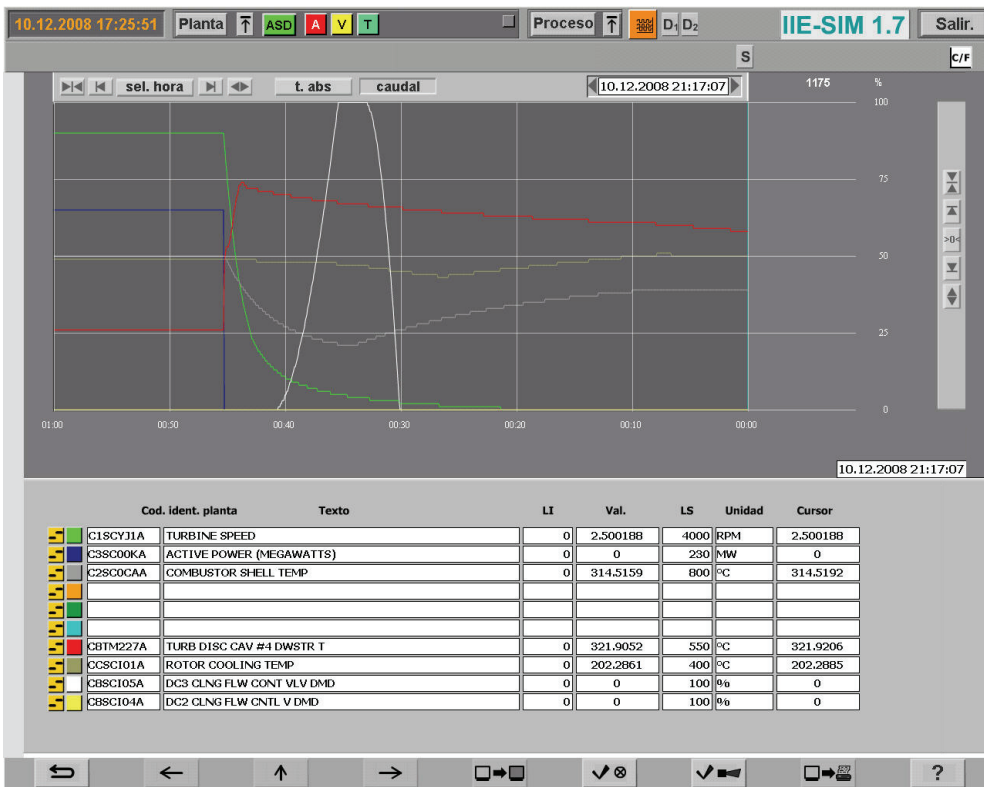 10.12.2008 17:25:51 Planta ASD A V T Proceso D1 D2 IIE-SIM 1.7 Salir.
S C/F
sel. hora t. abs caudal 10.12.2008 21:17:07 1175 %
100
75
>0<
50
25
0
01:00 00:50 00:40 00:30 00:20 00:10 00:00
10.12.2008 21:17:07
Cod. ident. planta Texto LI Val. LS Unidad Cursor
C1SCYJ1A TURBINE SPEED 0 2.500188 4000 RPM 2.500188
C3SC00KA ACTIVE POWER (MEGAWATTS) 0 0 230 MW 0
C2SC0CAA COMBUSTOR SHELL TEMP 0 314.5159 800 ºC 314.5192
C8TM227A TURB DISC CAV #4 DWSTR T 0 321.9052 550 ºC 321.9206
CCSCI01A ROTOR COOLING TEMP 0 202.2861 400 ºC 202.2885
C8SCI05A DC3 CLNG FLW CONT VLV DMD 0 0 100 % 0
C8SCI04A DC2 CLNG FLW CNTL V DMD 0 0 100 % 0
?